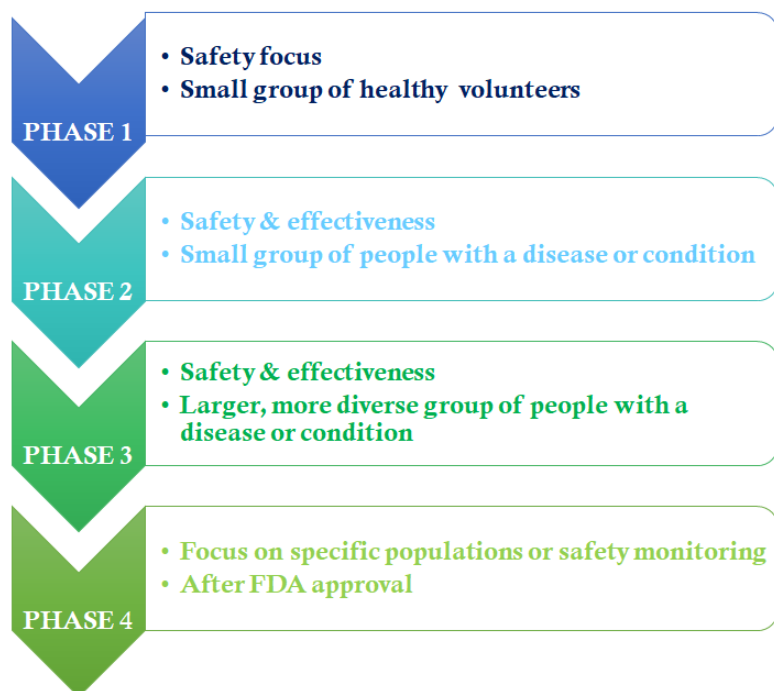 PHASE 1
• Safety focus
• Small group of healthy volunteers
PHASE 2
• Safety & effectiveness
• Small group of people with a disease or condition
PHASE 3
• Safety & effectiveness
• Larger, more diverse group of people with a
disease or condition
PHASE 4
• Focus on specific populations or safety monitoring
• After FDA approval